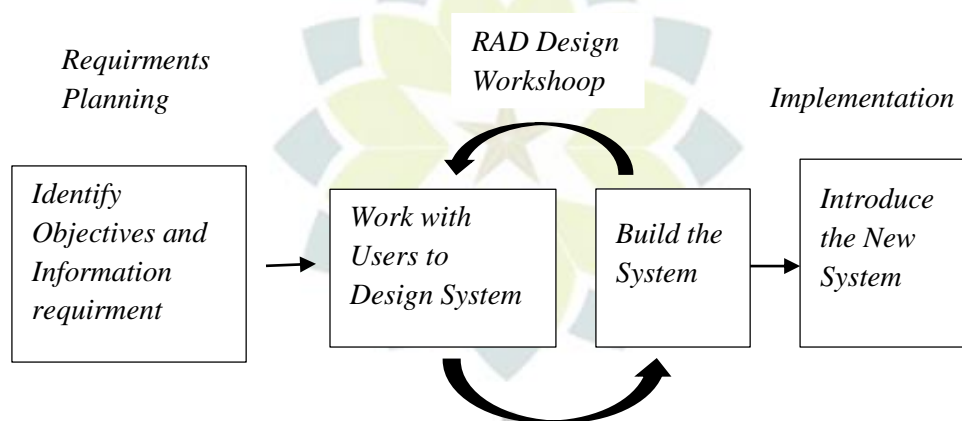 Requirments
Planning
RAD Design
Workshoop
Implementation
Identify
Objectives and
Information
requirment
Work with
Users to
Design System
Build the
System
Introduce
the New
System